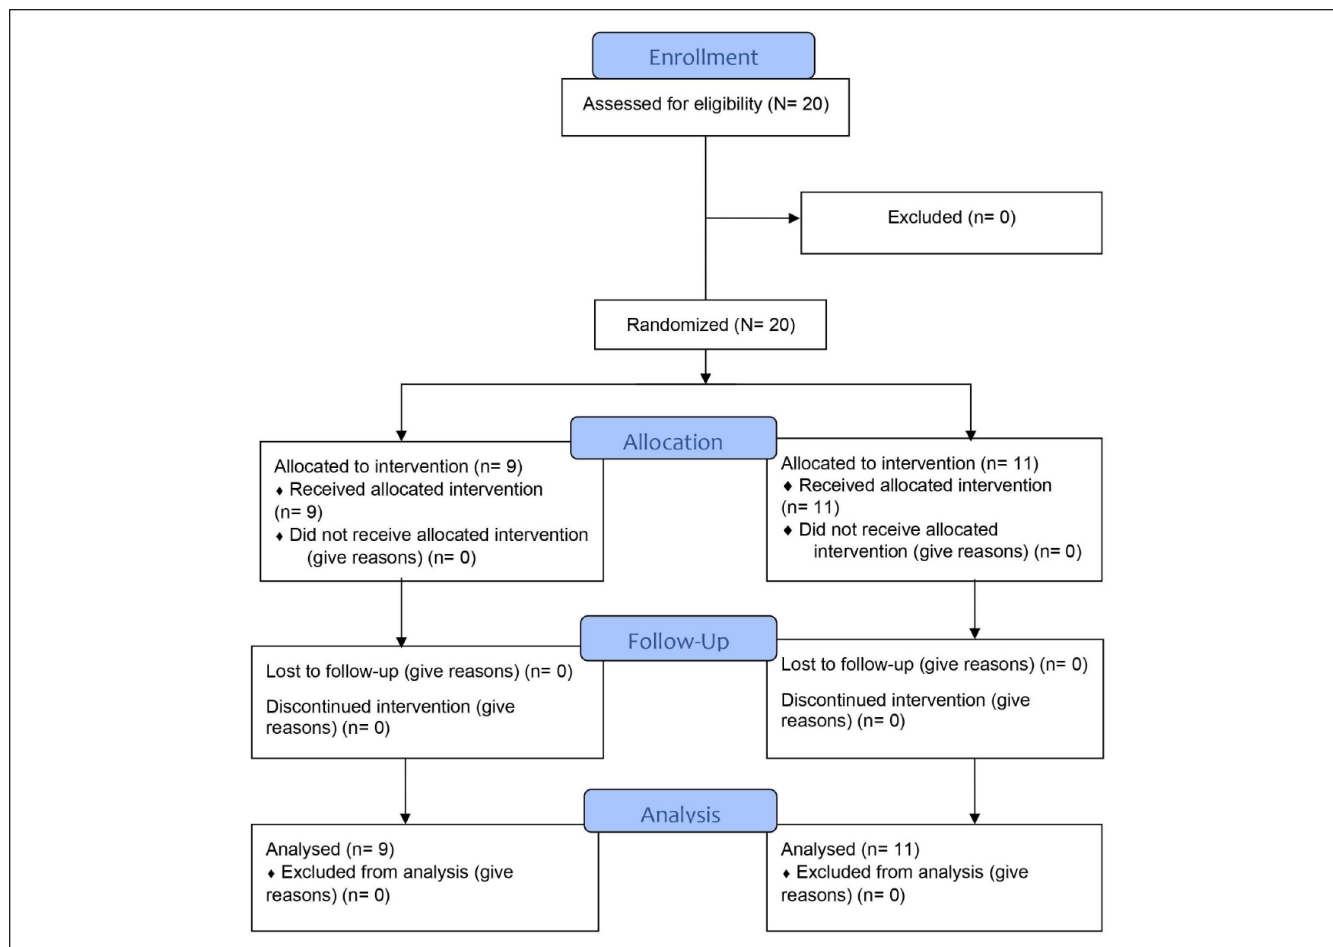 Enrollment
Assessed for eligibility (N= 20)
Excluded (n= 0)
Randomized (N= 20)
Allocation
Allocated to intervention (n= 9)
♦ Received allocated intervention
(n= 9)
♦ Did not receive allocated intervention
(give reasons) (n= 0)
Allocated to intervention (n= 11)
♦ Received allocated intervention
(n= 11)
♦ Did not receive allocated
intervention (give reasons) (n= 0)
Follow-Up
Lost to follow-up (give reasons) (n= 0)
Discontinued intervention (give
reasons) (n= 0)
Lost to follow-up (give reasons) (n= 0)
Discontinued intervention (give
reasons) (n= 0)
Analysis
Analysed (n= 9)
♦ Excluded from analysis (give
reasons) (n= 0)
Analysed (n= 11)
♦ Excluded from analysis (give
reasons) (n= 0)